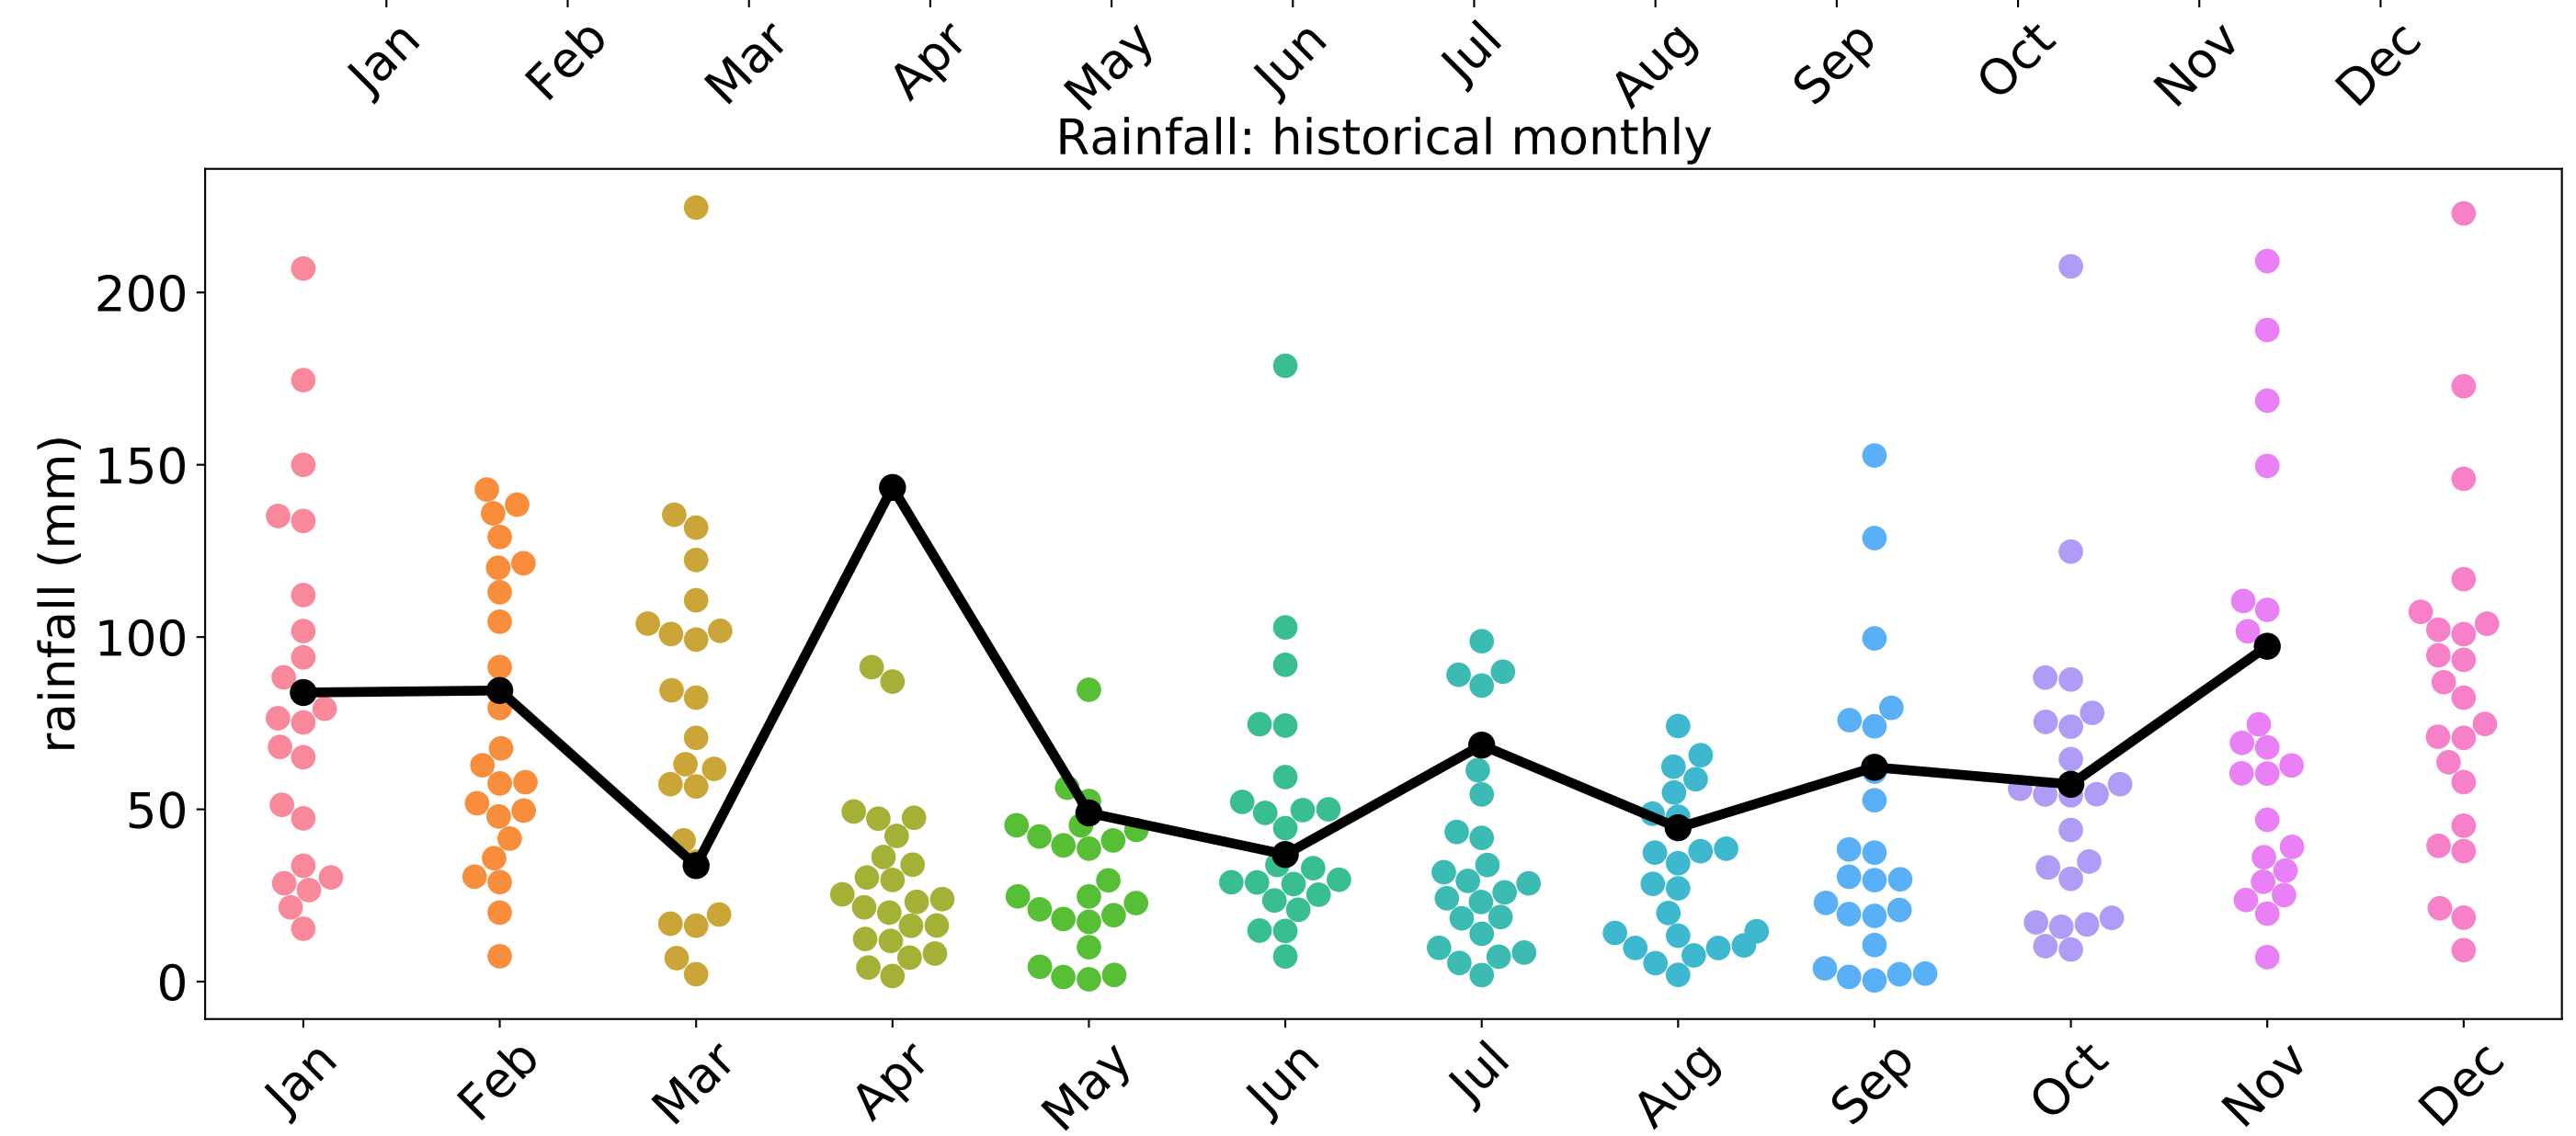 Jan Feb Mar Apr May Jun Jul Aug Sep Oct Nov Dec
Rainfall: historical monthly
rainfall (mm)
200
150
100
50
0
Jan Feb Mar Apr May Jun Jul Aug Sep Oct Nov Dec